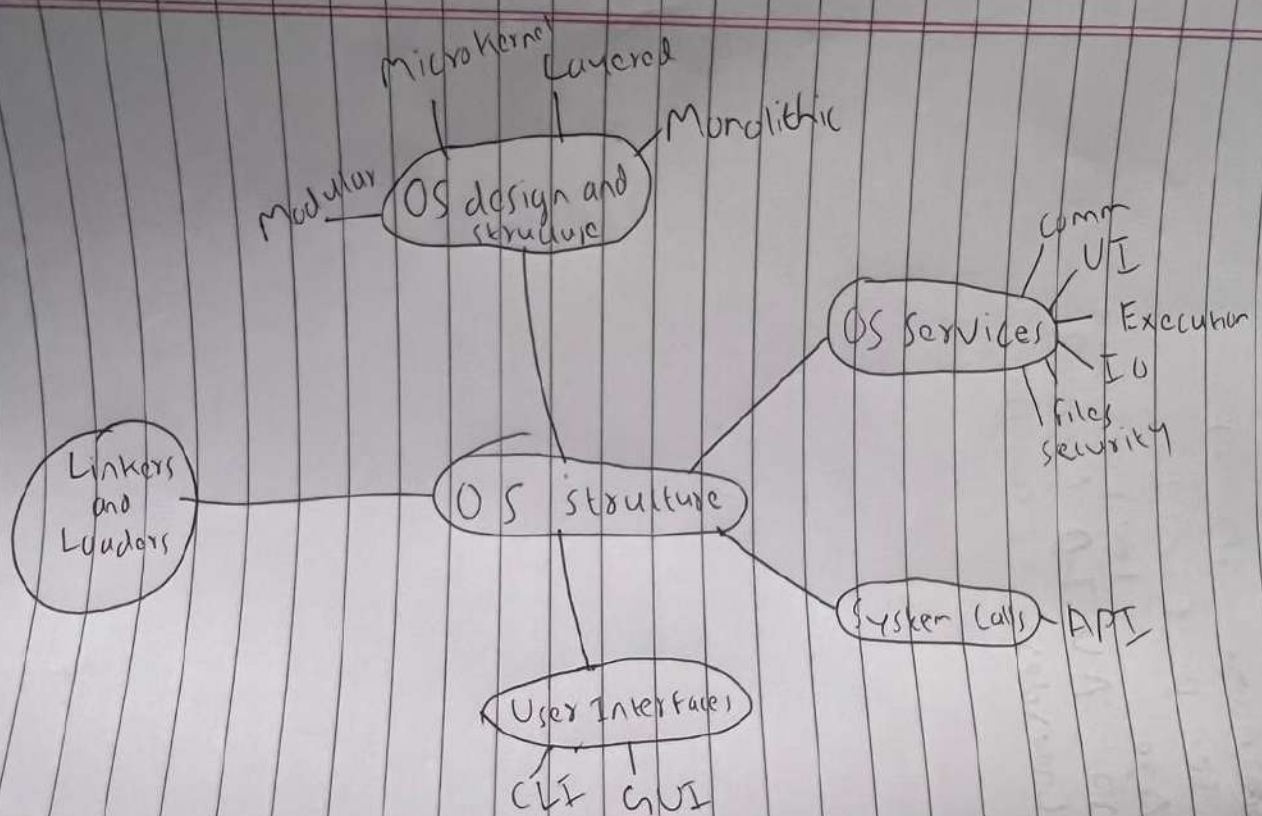 MicroKernel
Layered
Monolithic
Modular
OS design and
structure
comm
UI
OS Services
Execution
IO
files
security
Linkers
and
Loaders
OS structure
System Calls
API
User Interfaces
CLI
GUI